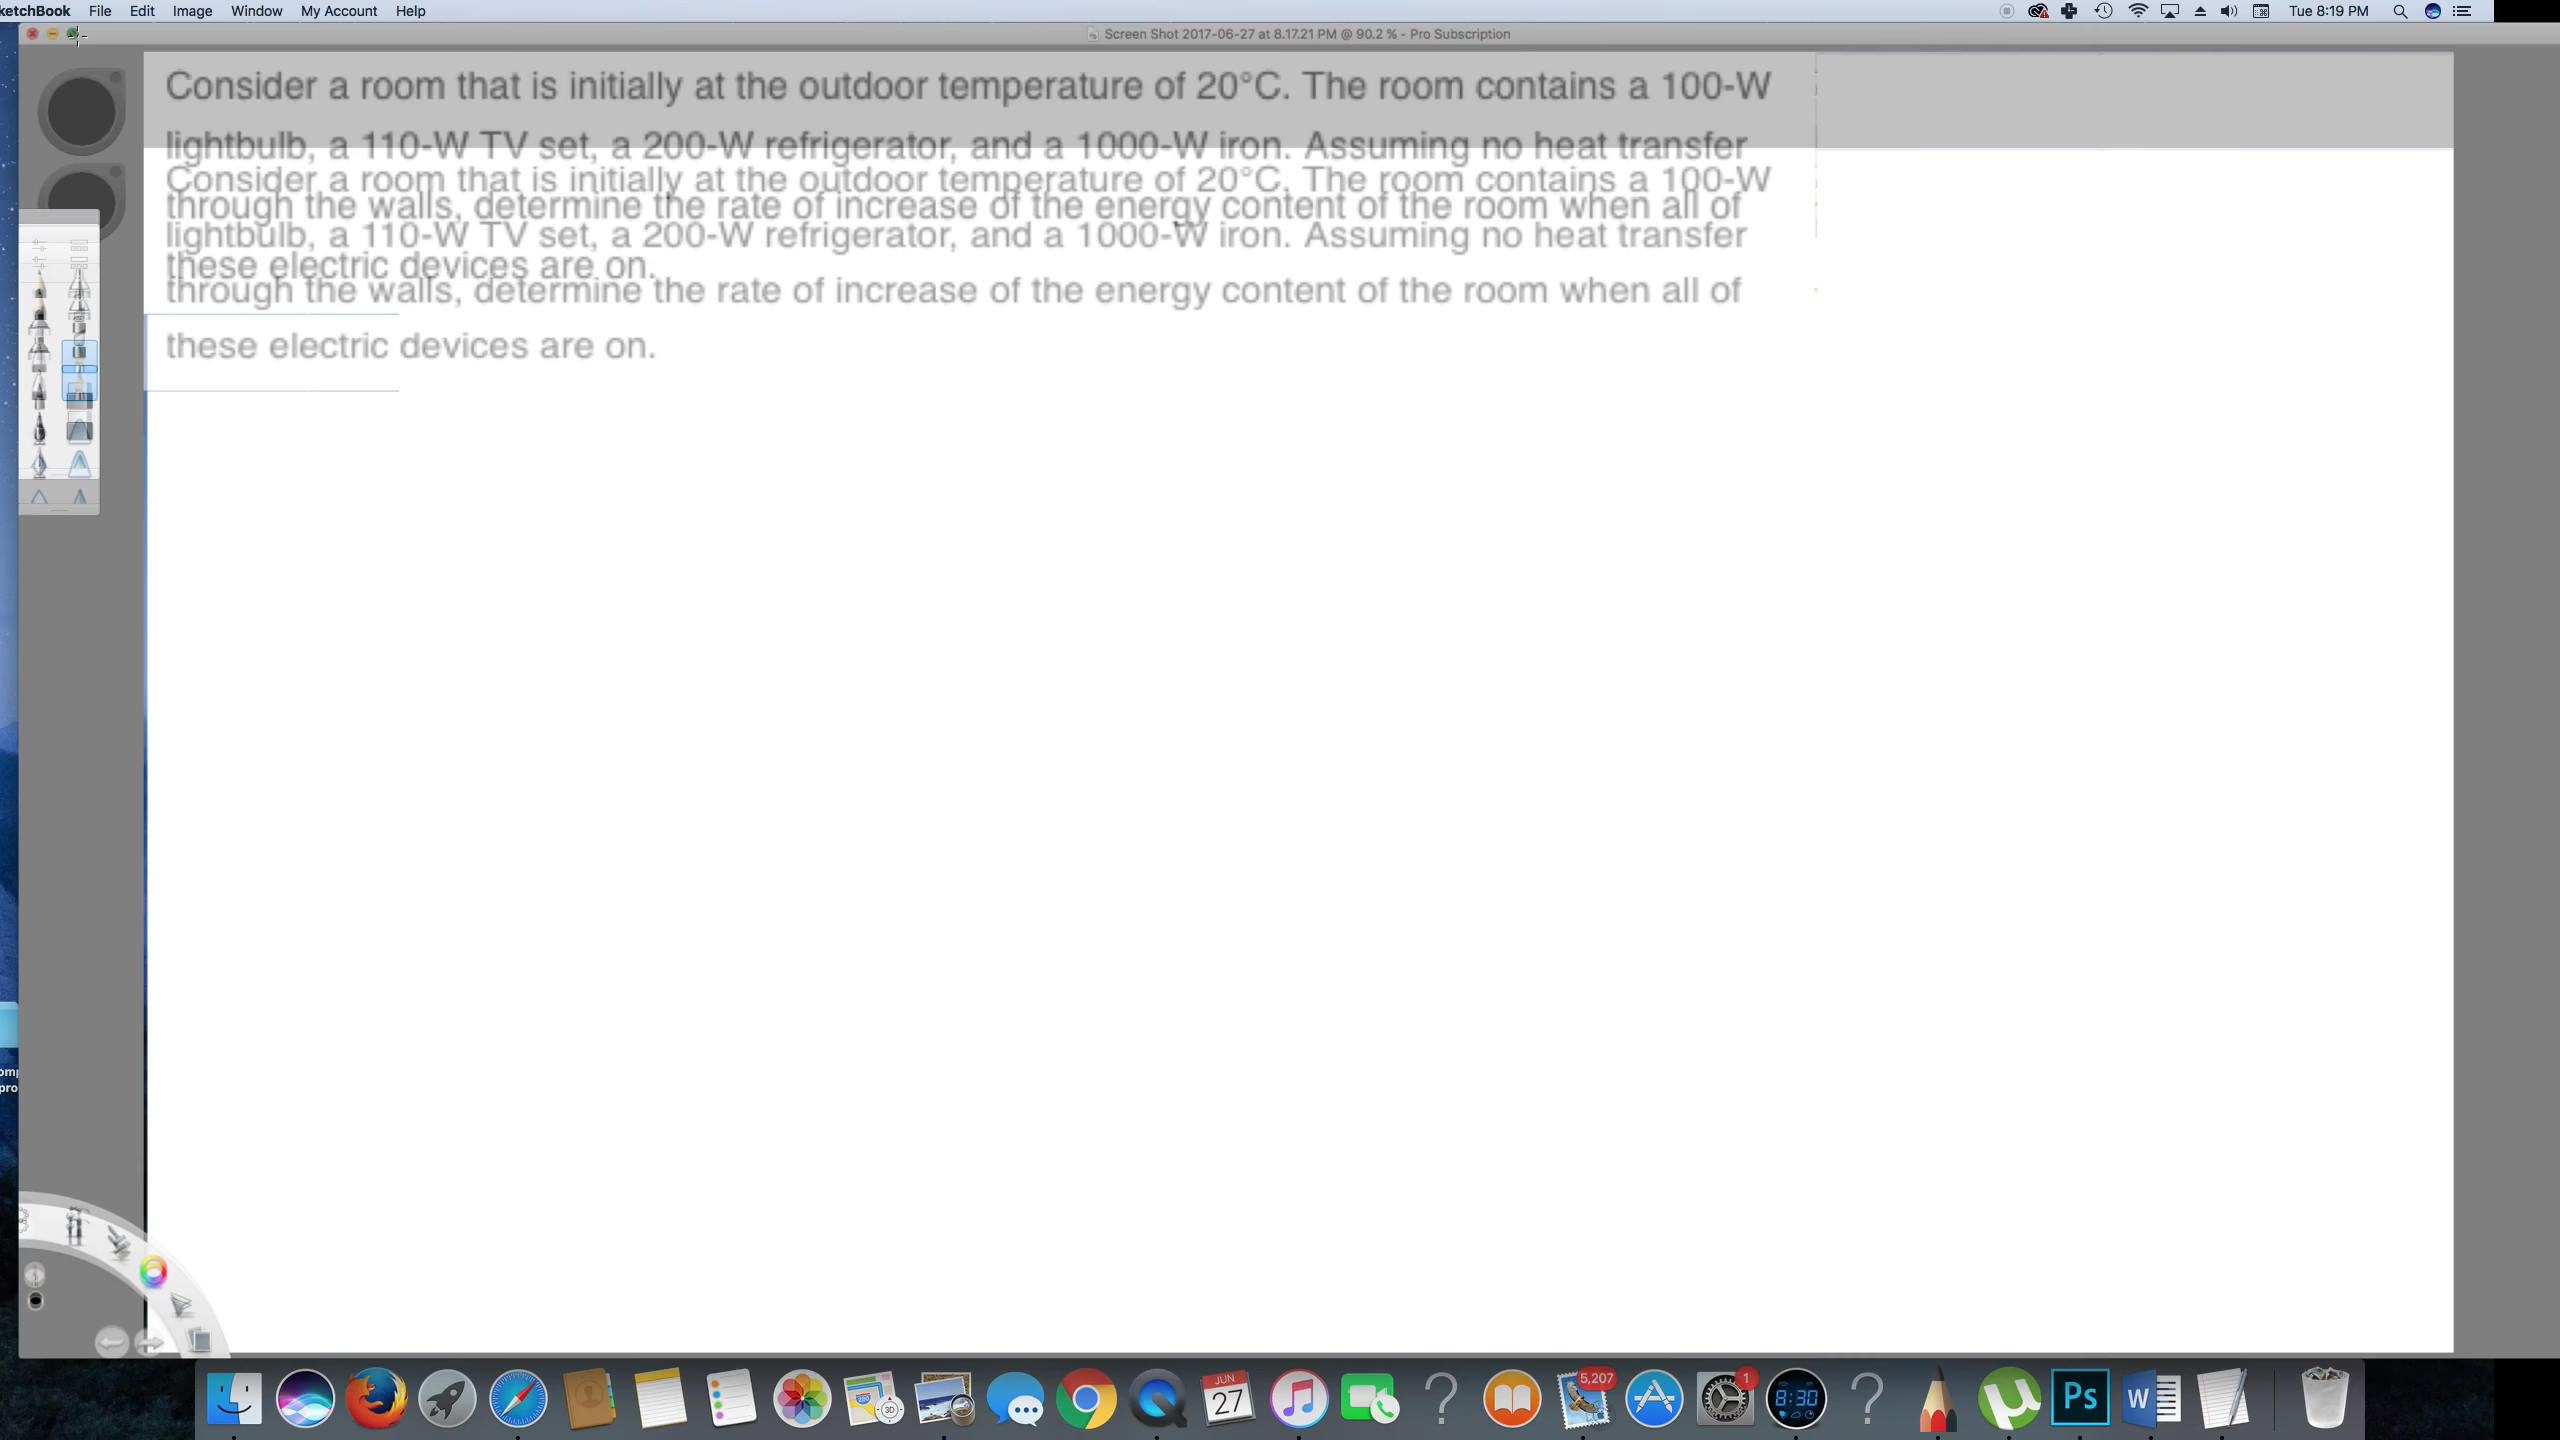 ketchBook File Edit Image Window My Account Help Tue 8:19 PM
Screen Shot 2017-06-27 at 8.17.21 PM @ 90.2 % - Pro Subscription
Consider a room that is initially at the outdoor temperature of 20°C. The room contains a 100-W
lightbulb, a 110-W TV set, a 200-W refrigerator, and a 1000-W iron. Assuming no heat transfer
Consider a room that is initially at the outdoor temperature of 20°C. The room contains a 100-W
through the walls, determine the rate of increase of the energy content of the room when all of
lightbulb, a 110-W TV set, a 200-W refrigerator, and a 1000-W iron. Assuming no heat transfer
these electric devices are on.
through the walls, determine the rate of increase of the energy content of the room when all of
these electric devices are on.
omp
pro
JUN
27
3D
5,207
1
8:30
Ps
W